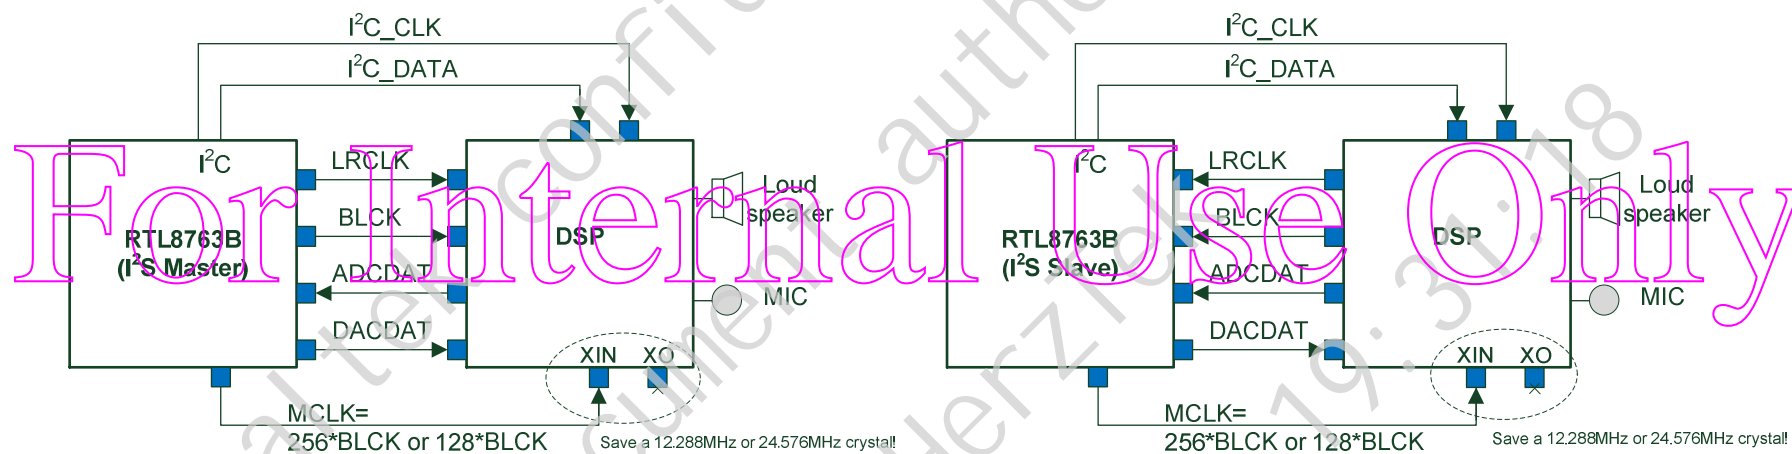 I²C_CLK
I²C_DATA
I²C
LRCLK
BLCK
ADCDAT
DACDAT
RTL8763B
(I²S Master)
DSP
Loud
speaker
MIC
XIN XO
MCLK=
256*BLCK or 128*BLCK
Save a 12.288MHz or 24.576MHz crystal!
I²C_CLK
I²C_DATA
I²C
LRCLK
BLCK
ADCDAT
DACDAT
RTL8763B
(I²S Slave)
DSP
Loud
speaker
MIC
XIN XO
MCLK=
256*BLCK or 128*BLCK
Save a 12.288MHz or 24.576MHz crystal!
For Internal Use Only
19:31:18